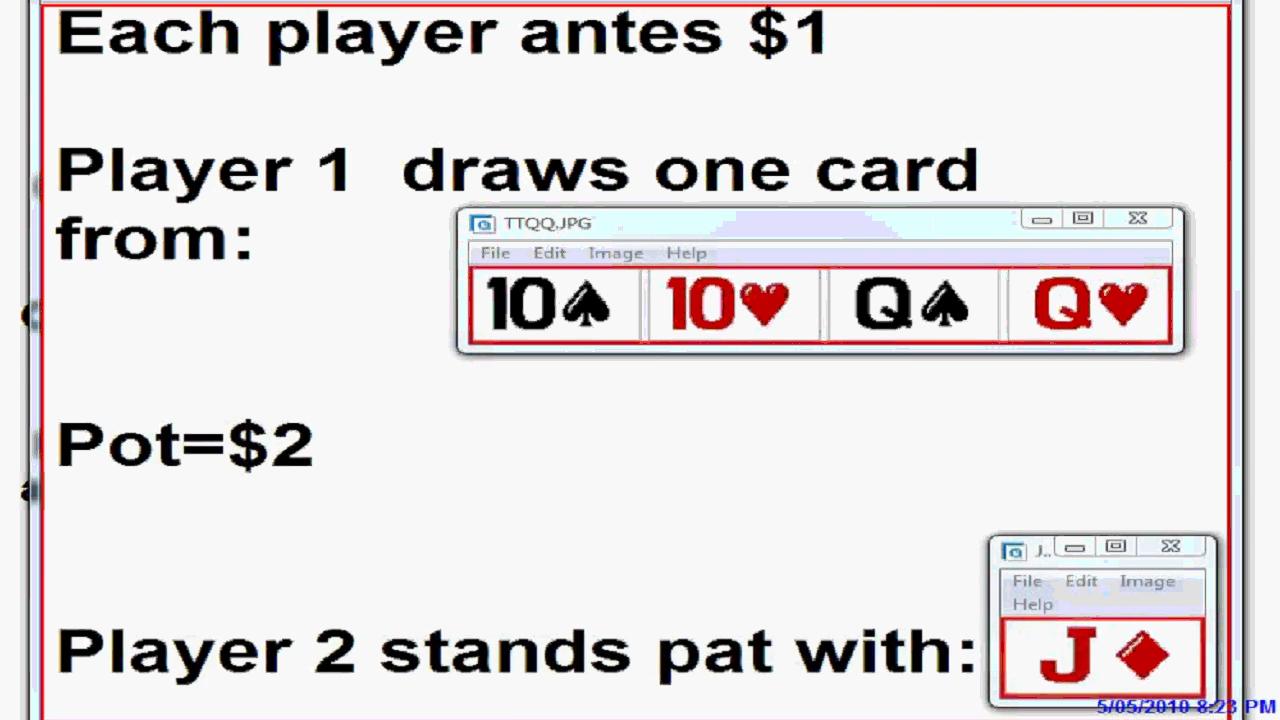 Each player antes $1
Player 1 draws one card
from:
TTQQ.JPG
File Edit Image Help
10♠ 10♥ Q♠ Q♥
Pot=$2
J..
File Edit Image
Help
Player 2 stands pat with:
J♦
5/05/2010 8:23 PM